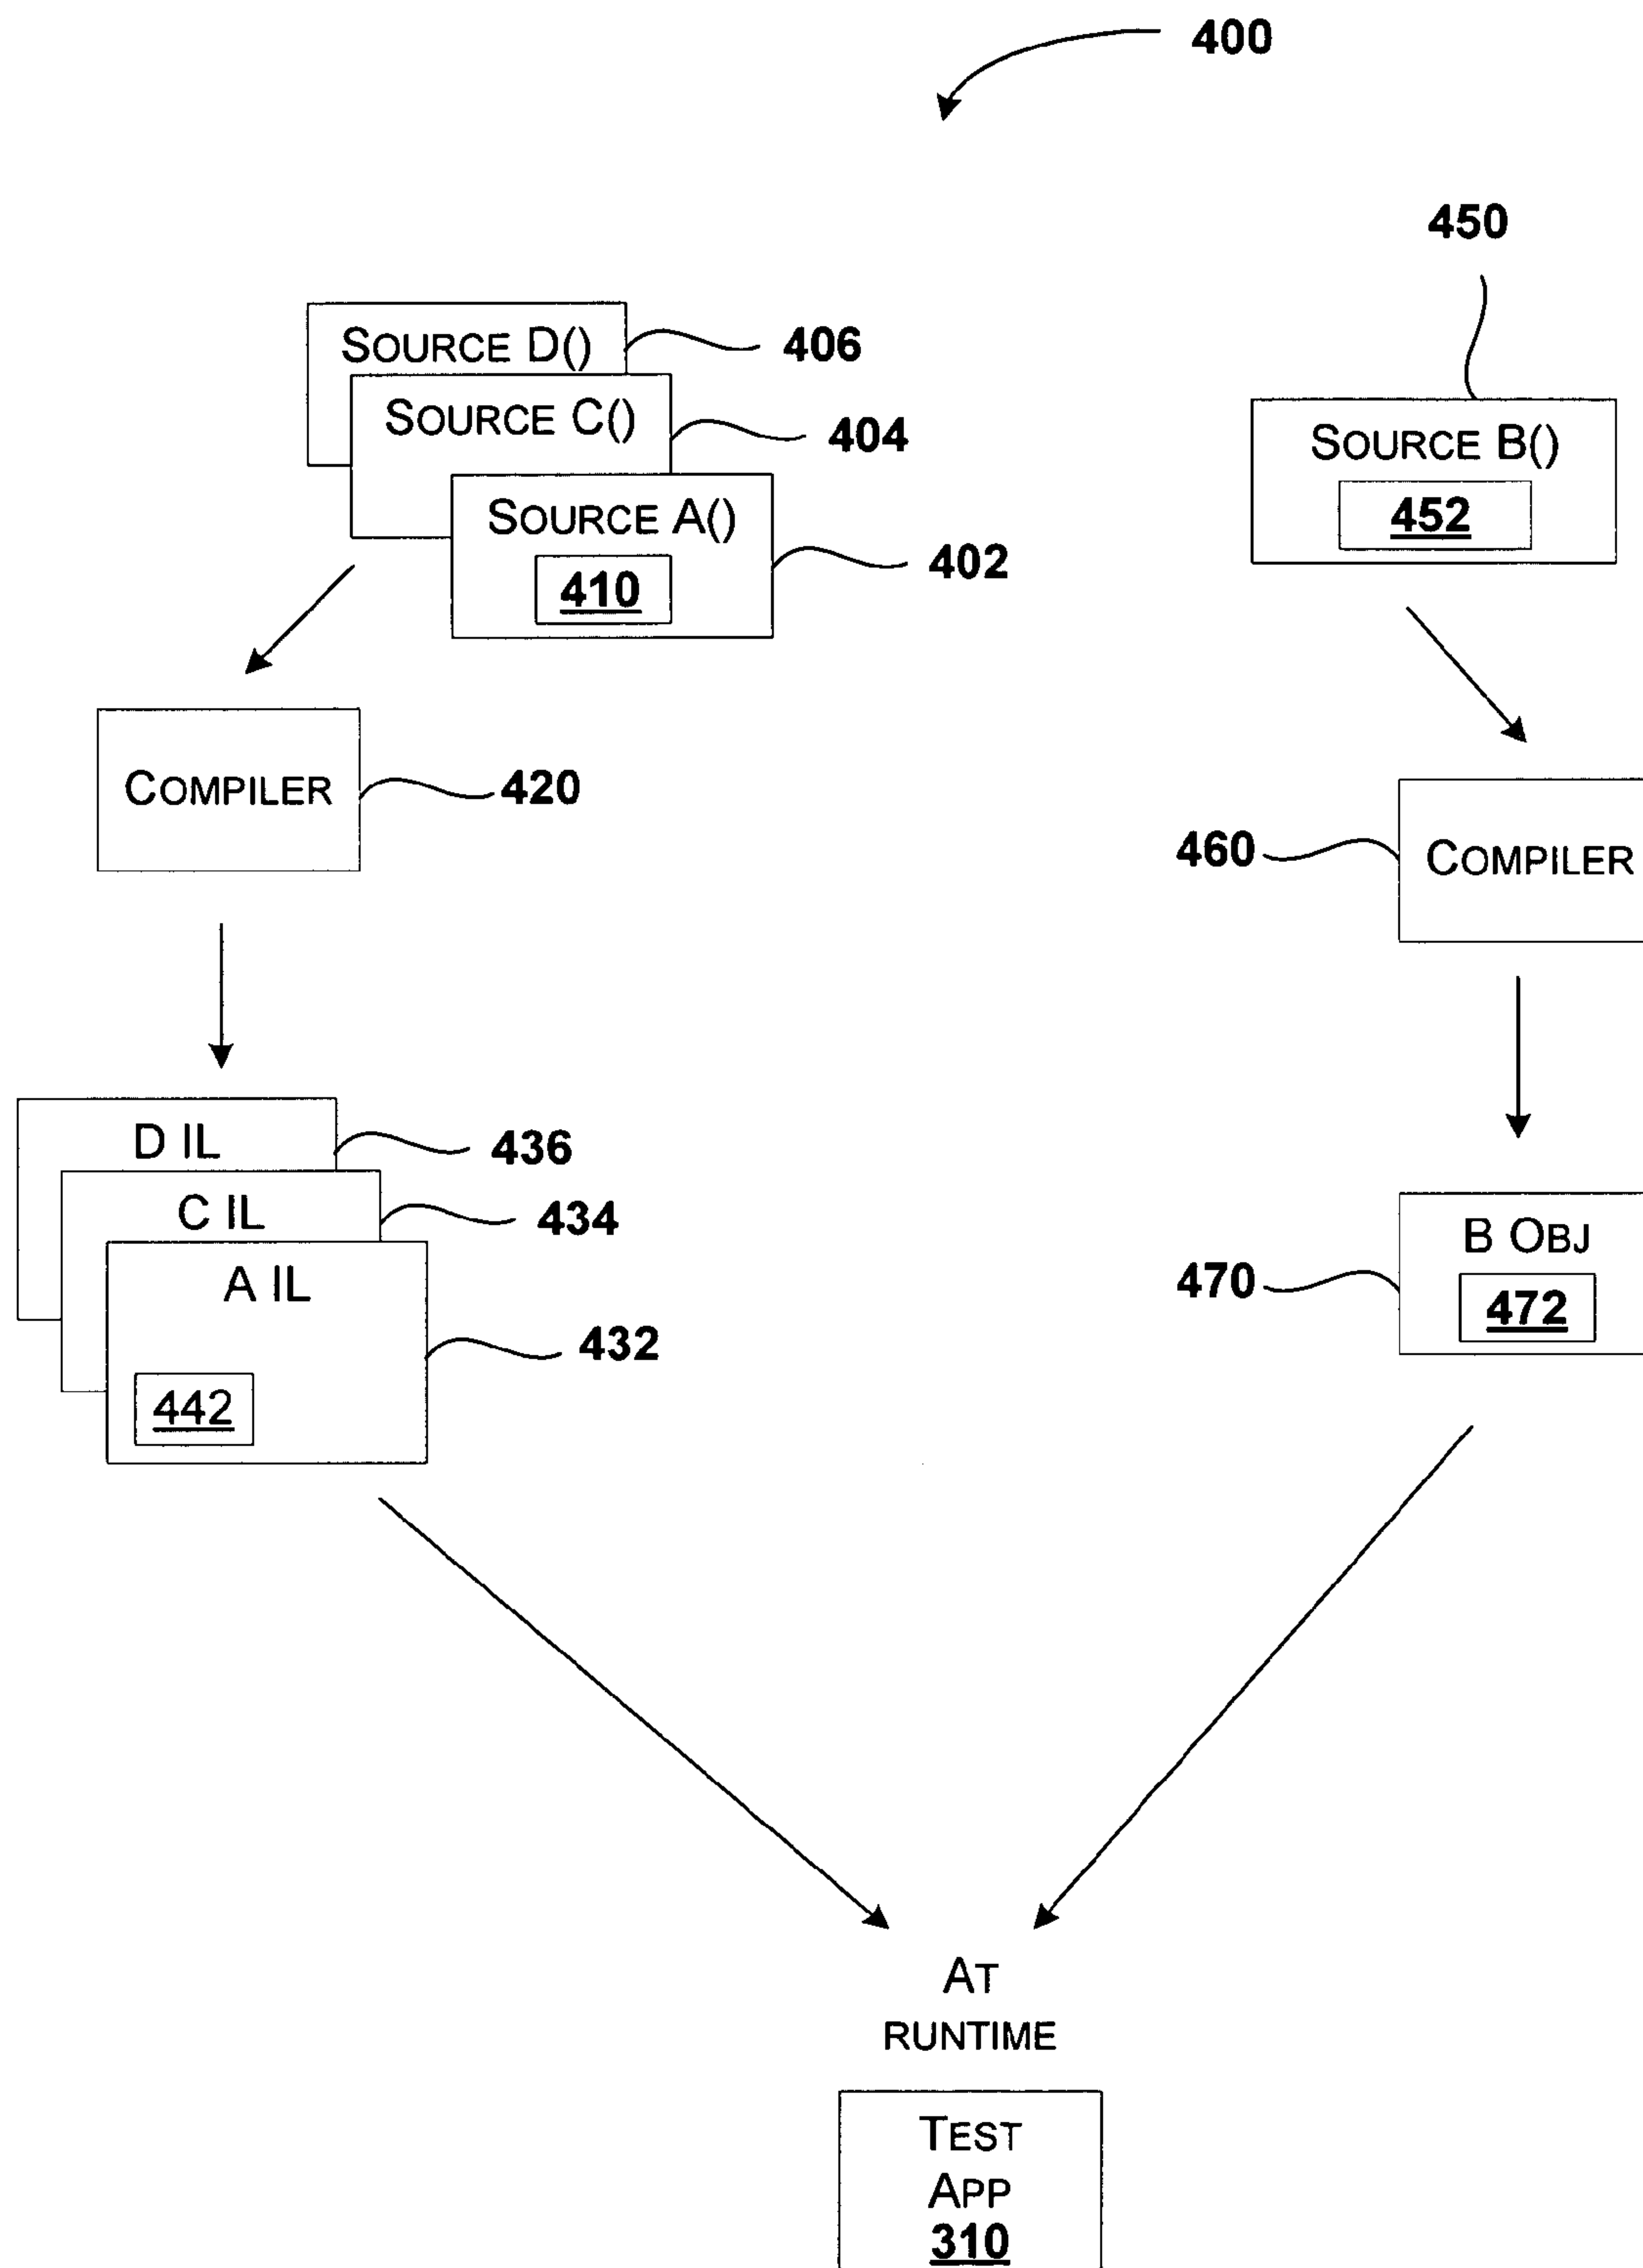 400
450
SOURCE D()
406
SOURCE C()
404
SOURCE B()
452
SOURCE A()
410
402
COMPILER
420
460
COMPILER
D IL
436
C IL
434
A IL
432
442
B OBJ
470
472
AT
RUNTIME
TEST
APP
310